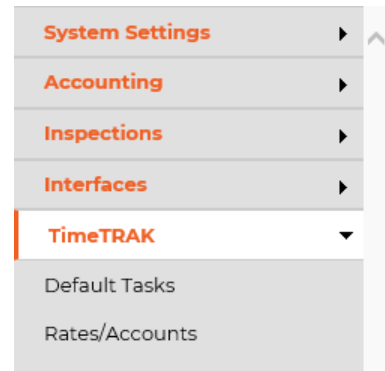 System Settings
Accounting
Inspections
Interfaces
TimeTRAK
Default Tasks
Rates/Accounts